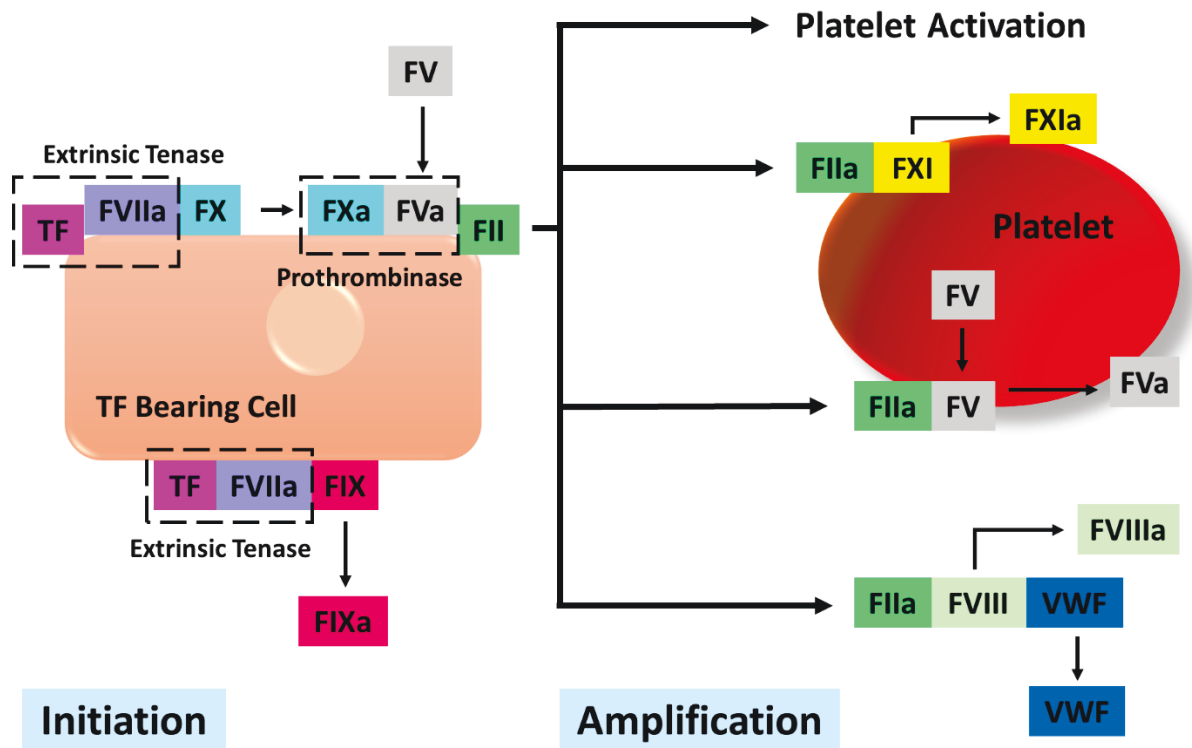 Platelet Activation
FV
Extrinsic Tenase
TF FVIIa FX
FXa FVa FII
Prothrombinase
TF Bearing Cell
TF FVIIa FIX
Extrinsic Tenase
FIXa
Initiation
FXIa
FIIa FXI
Platelet
FV
FIIa FV
FVa
FVIIIa
FIIa FVIII VWF
VWF
Amplification